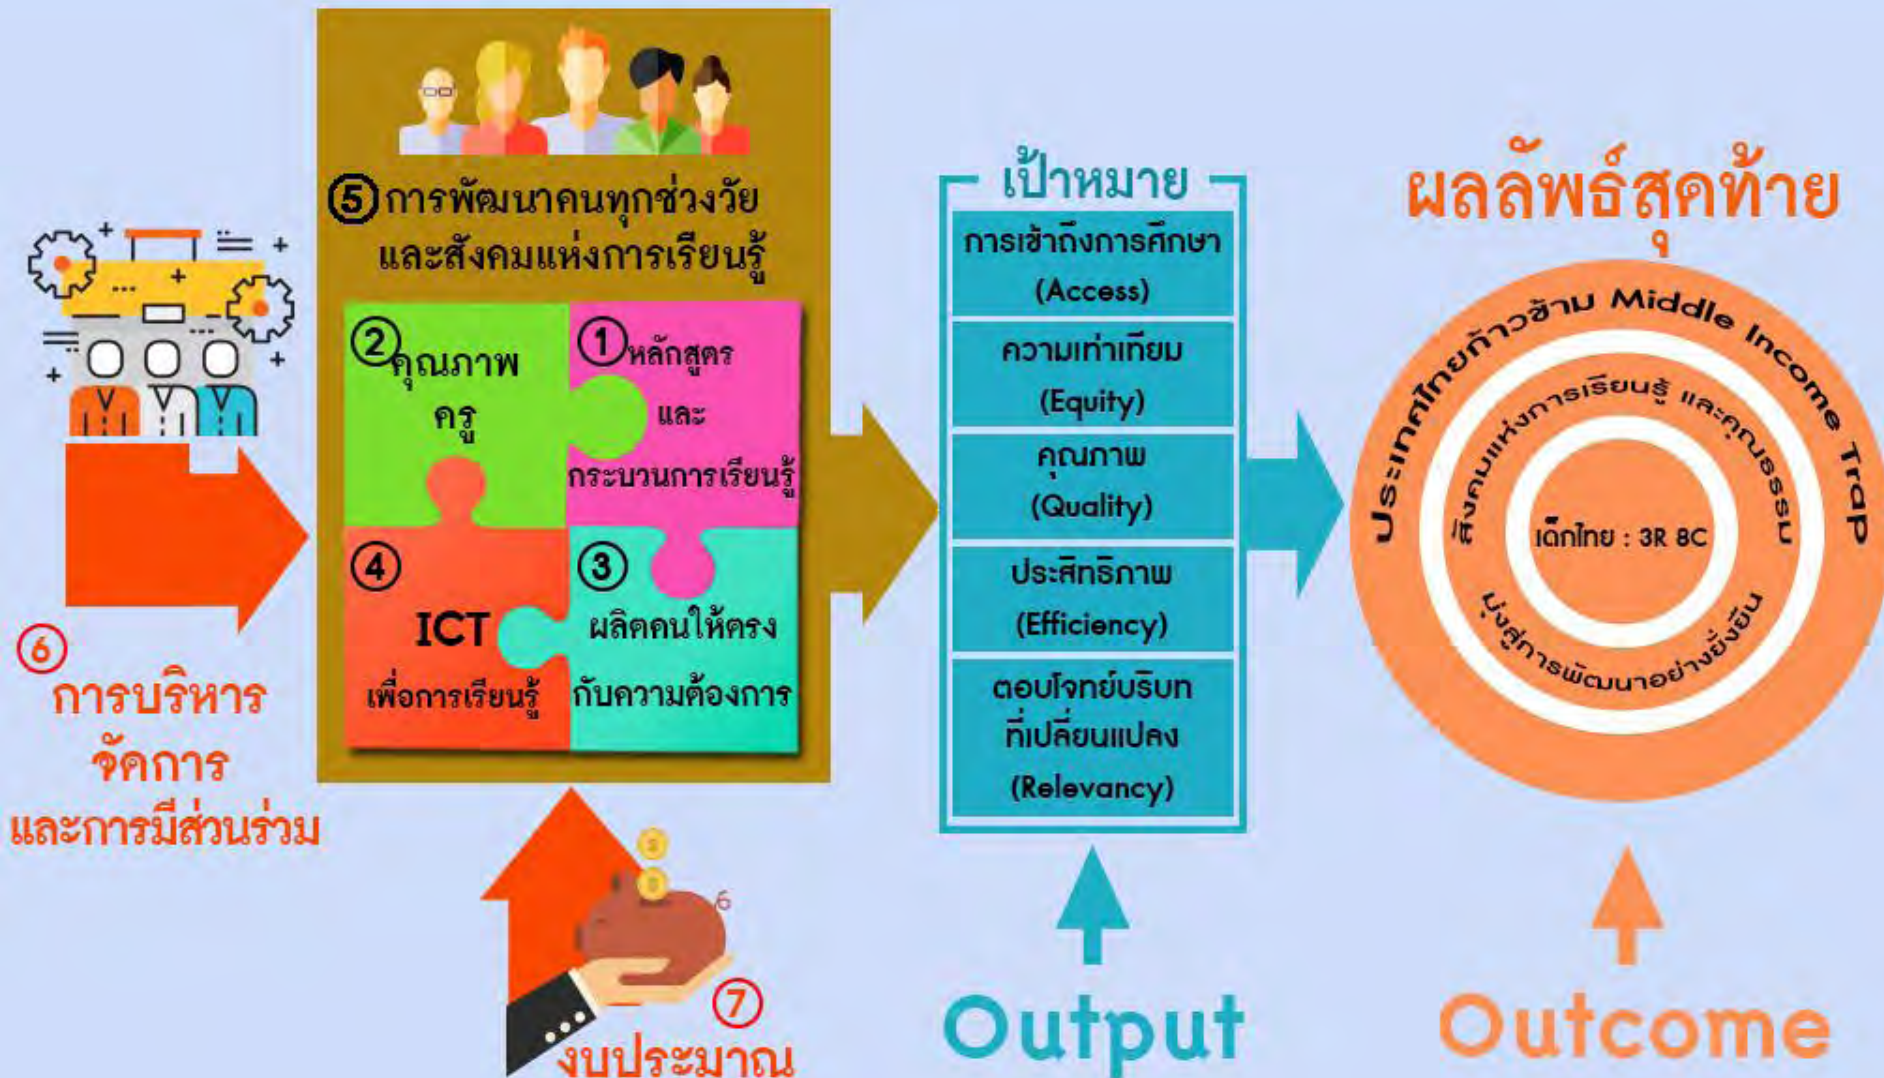 ⑤ การพัฒนาคนทุกช่วงวัย
และสังคมแห่งการเรียนรู้
② คุณภาพ
ครู
① หลักสูตร
และ
กระบวนการเรียนรู้
④
ICT
เพื่อการเรียนรู้
③
ผลิตคนให้ตรง
กับความต้องการ
⑥
การบริหาร
จัดการ
และการมีส่วนร่วม
6
⑦
งบประมาณ
เป้าหมาย
การเข้าถึงการศึกษา
(Access)
ความเท่าเทียม
(Equity)
คุณภาพ
(Quality)
ประสิทธิภาพ
(Efficiency)
ตอบโจทย์บริบท
ที่เปลี่ยนแปลง
(Relevancy)
Output
ผลลัพธ์สุดท้าย
ประเทศไทยก้าวข้าม Middle Income Trap
สังคมแห่งการเรียนรู้ และคุณธรรม
เด็กไทย : 3R 8C
มุ่งสู่การพัฒนาอย่างยั่งยืน
Outcome